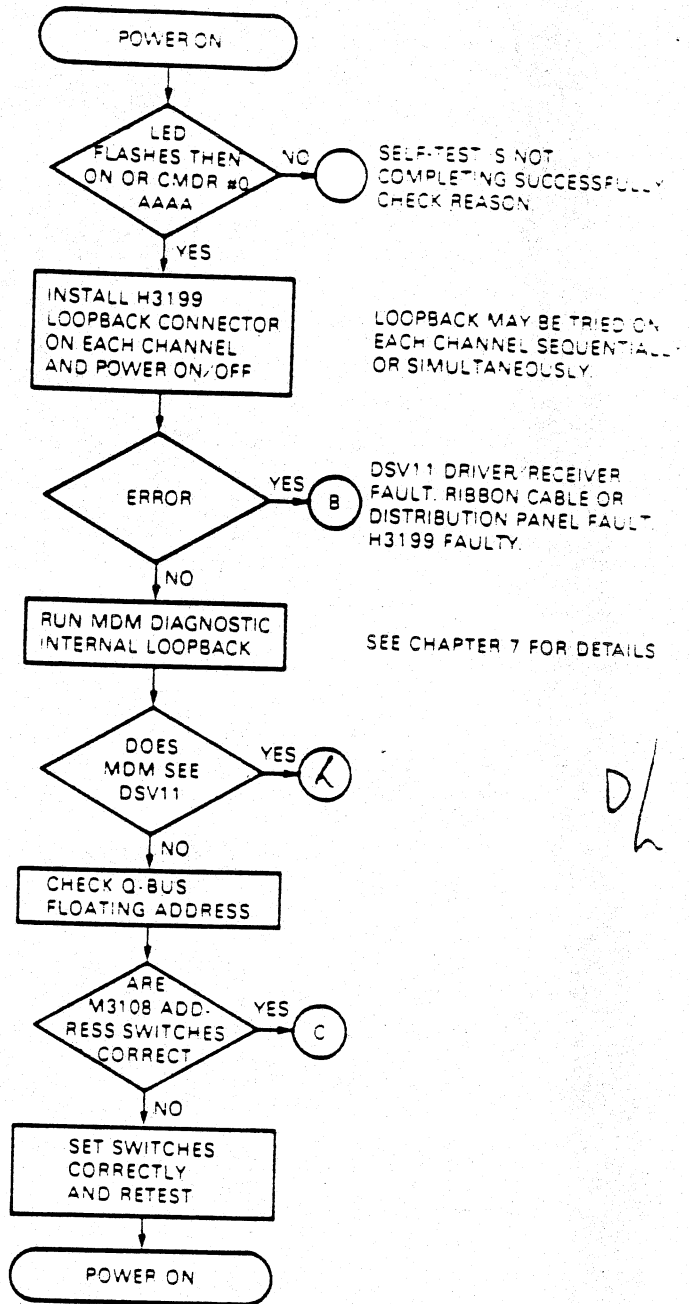 POWER ON
LED
FLASHES THEN
ON OR CMDR #0
AAAA
NO
SELF-TEST IS NOT
COMPLETING SUCCESSFULLY
CHECK REASON.
YES
INSTALL H3199
LOOPBACK CONNECTOR
ON EACH CHANNEL
AND POWER ON/OFF
LOOPBACK MAY BE TRIED ON
EACH CHANNEL SEQUENTIALLY
OR SIMULTANEOUSLY.
ERROR
YES
B
DSV11 DRIVER/RECEIVER
FAULT. RIBBON CABLE OR
DISTRIBUTION PANEL FAULT.
H3199 FAULTY.
NO
RUN MDM DIAGNOSTIC
INTERNAL LOOPBACK
SEE CHAPTER 7 FOR DETAILS
DOES
MDM SEE
DSV11
YES
NO
CHECK Q-BUS
FLOATING ADDRESS
ARE
M3108 ADD-
RESS SWITCHES
CORRECT
YES
C
NO
SET SWITCHES
CORRECTLY
AND RETEST
POWER ON